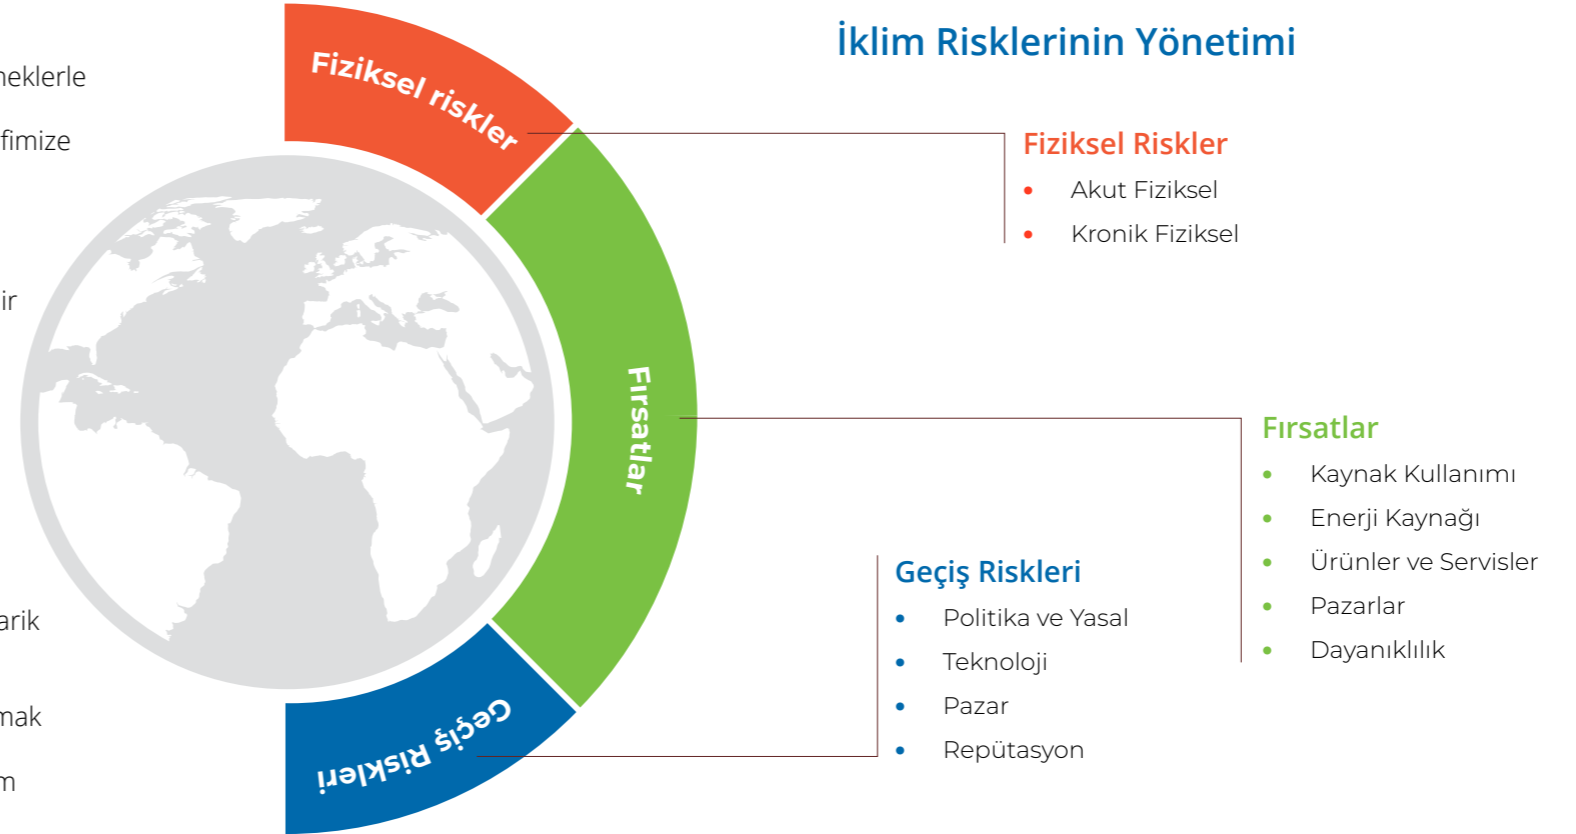 İklim Risklerinin Yönetimi
Fiziksel riskler
Fırsatlar
Geçiş Riskleri
Fiziksel Riskler
• Akut Fiziksel
• Kronik Fiziksel
Fırsatlar
• Kaynak Kullanımı
• Enerji Kaynağı
• Ürünler ve Servisler
• Pazarlar
• Dayanıklılık
Geçiş Riskleri
• Politika ve Yasal
• Teknoloji
• Pazar
• Repütasyon